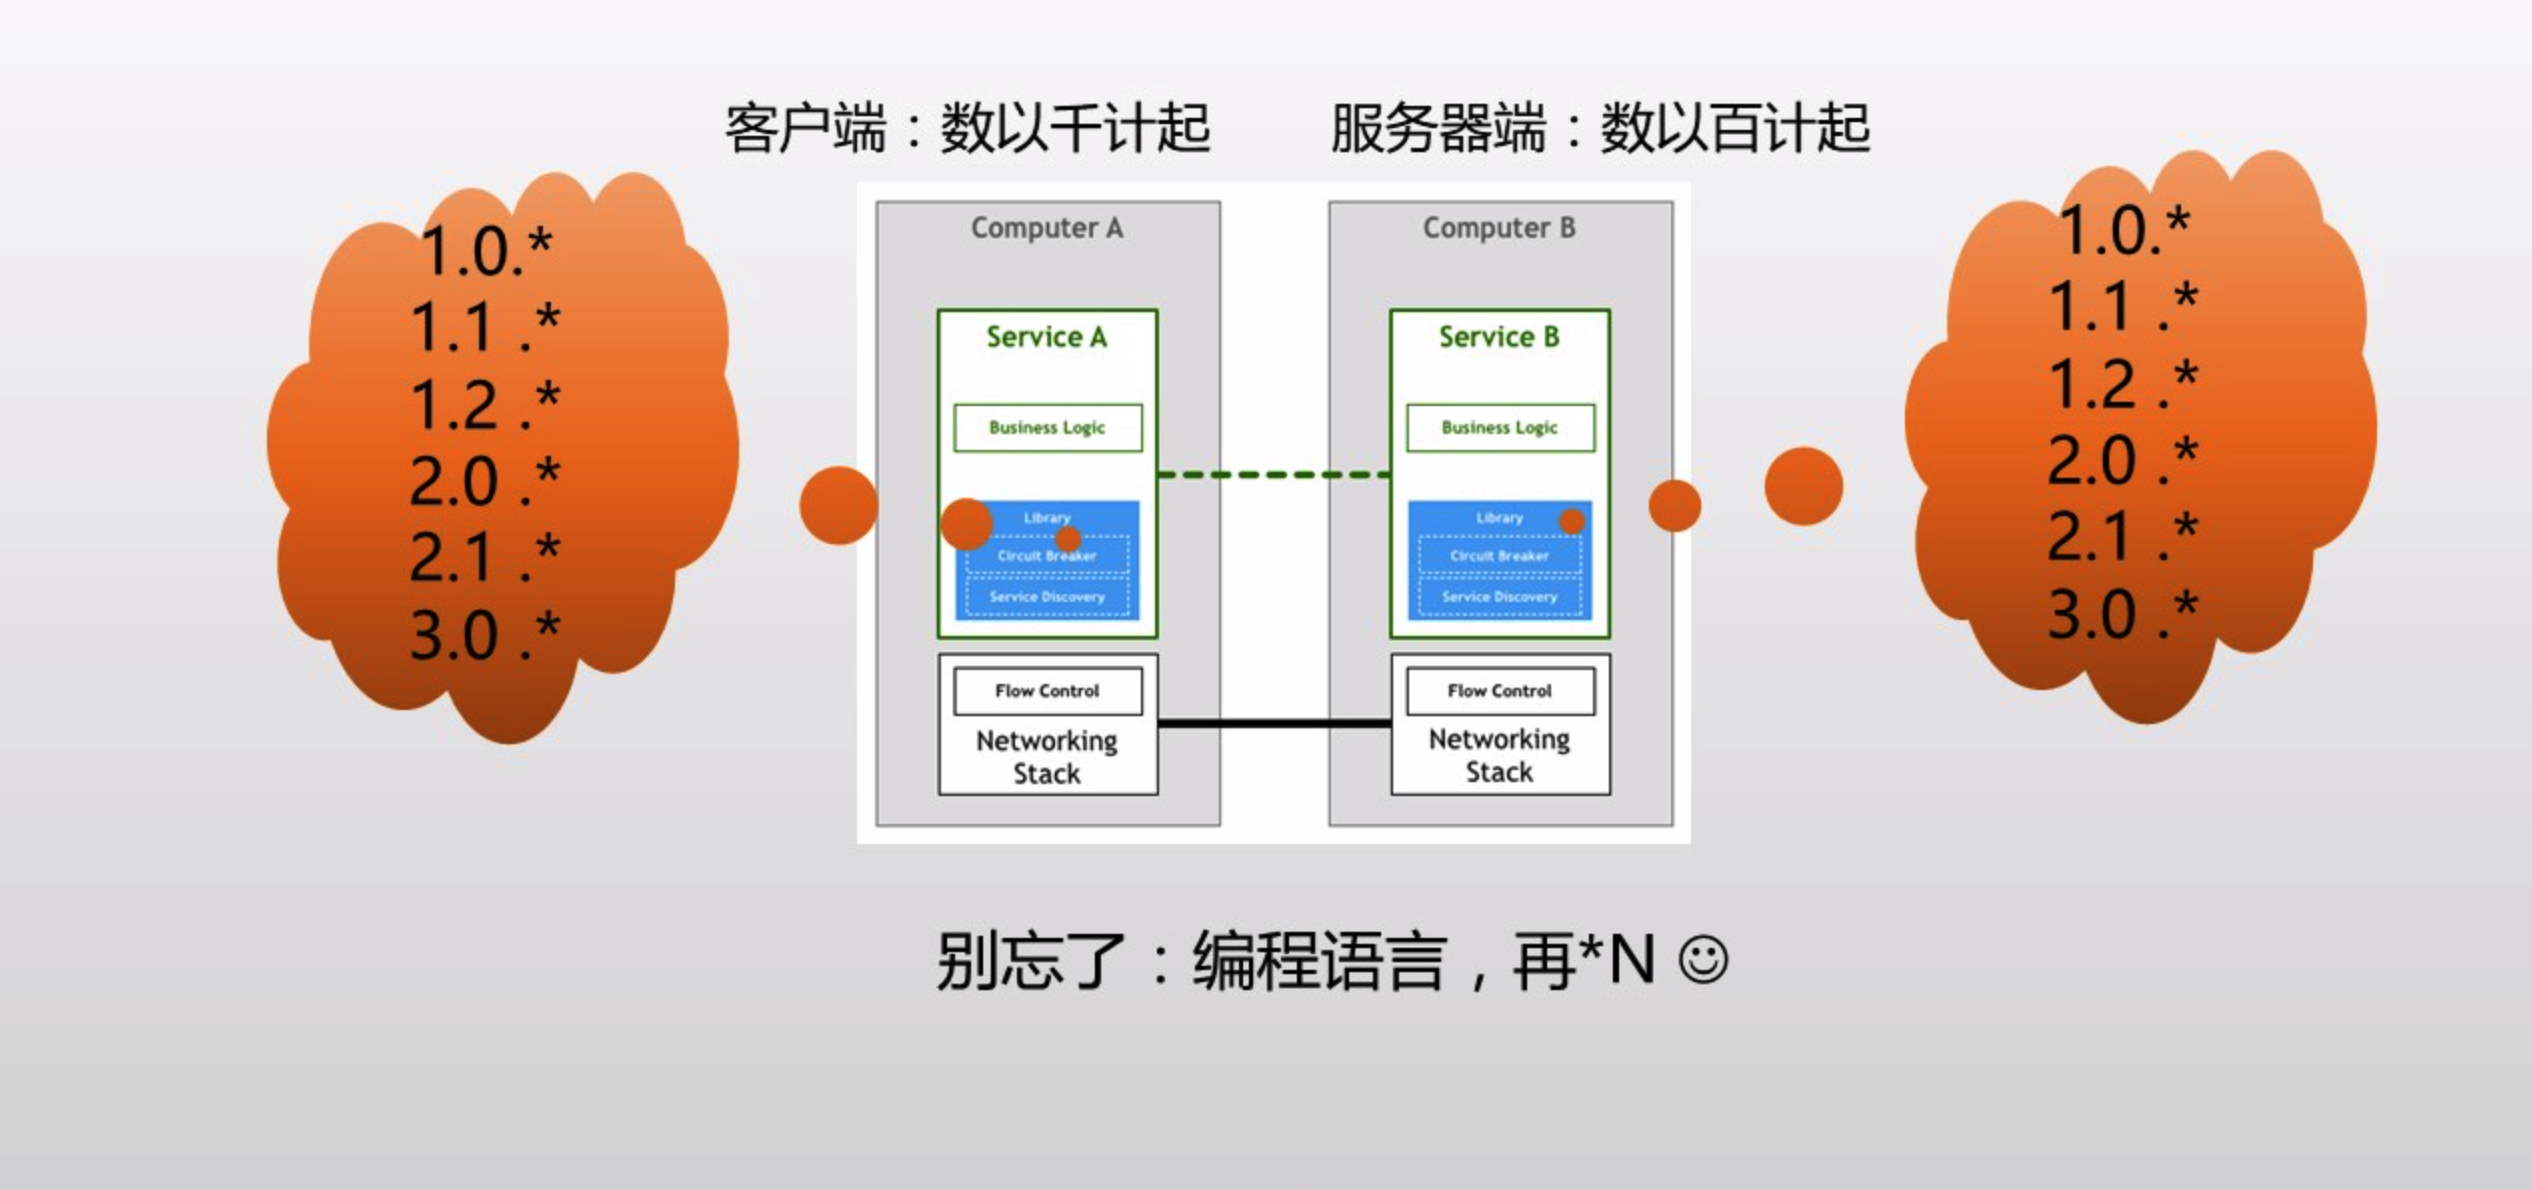 客户端：数以千计起
服务器端：数以百计起
1.0.*
1.1 .*
1.2 .*
2.0 .*
2.1 .*
3.0 .*
Computer A
Service A
Business Logic
Library
Circuit Breaker
Service Discovery
Flow Control
Networking
Stack
Computer B
Service B
Business Logic
Library
Circuit Breaker
Service Discovery
Flow Control
Networking
Stack
1.0.*
1.1 .*
1.2 .*
2.0 .*
2.1 .*
3.0 .*
别忘了：编程语言，再*N ☺